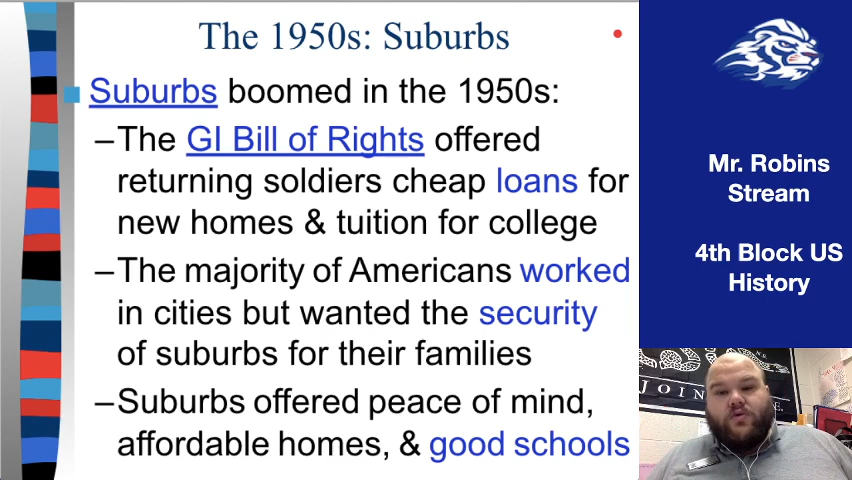 The 1950s: Suburbs
Suburbs boomed in the 1950s:
–The GI Bill of Rights offered
returning soldiers cheap loans for
new homes & tuition for college
–The majority of Americans worked
in cities but wanted the security
of suburbs for their families
–Suburbs offered peace of mind,
affordable homes, & good schools
Mr. Robins
Stream
4th Block US
History
JOIN